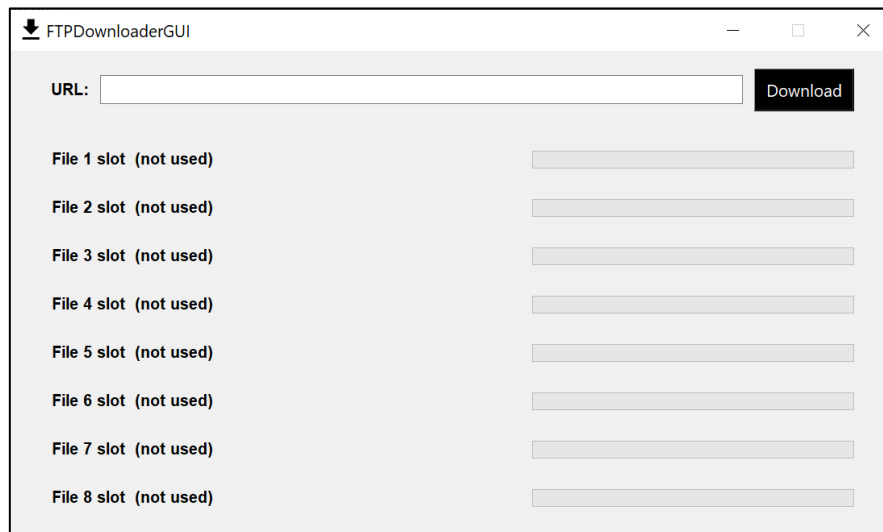 FTPDownloaderGUI
URL: Download
File 1 slot (not used)
File 2 slot (not used)
File 3 slot (not used)
File 4 slot (not used)
File 5 slot (not used)
File 6 slot (not used)
File 7 slot (not used)
File 8 slot (not used)